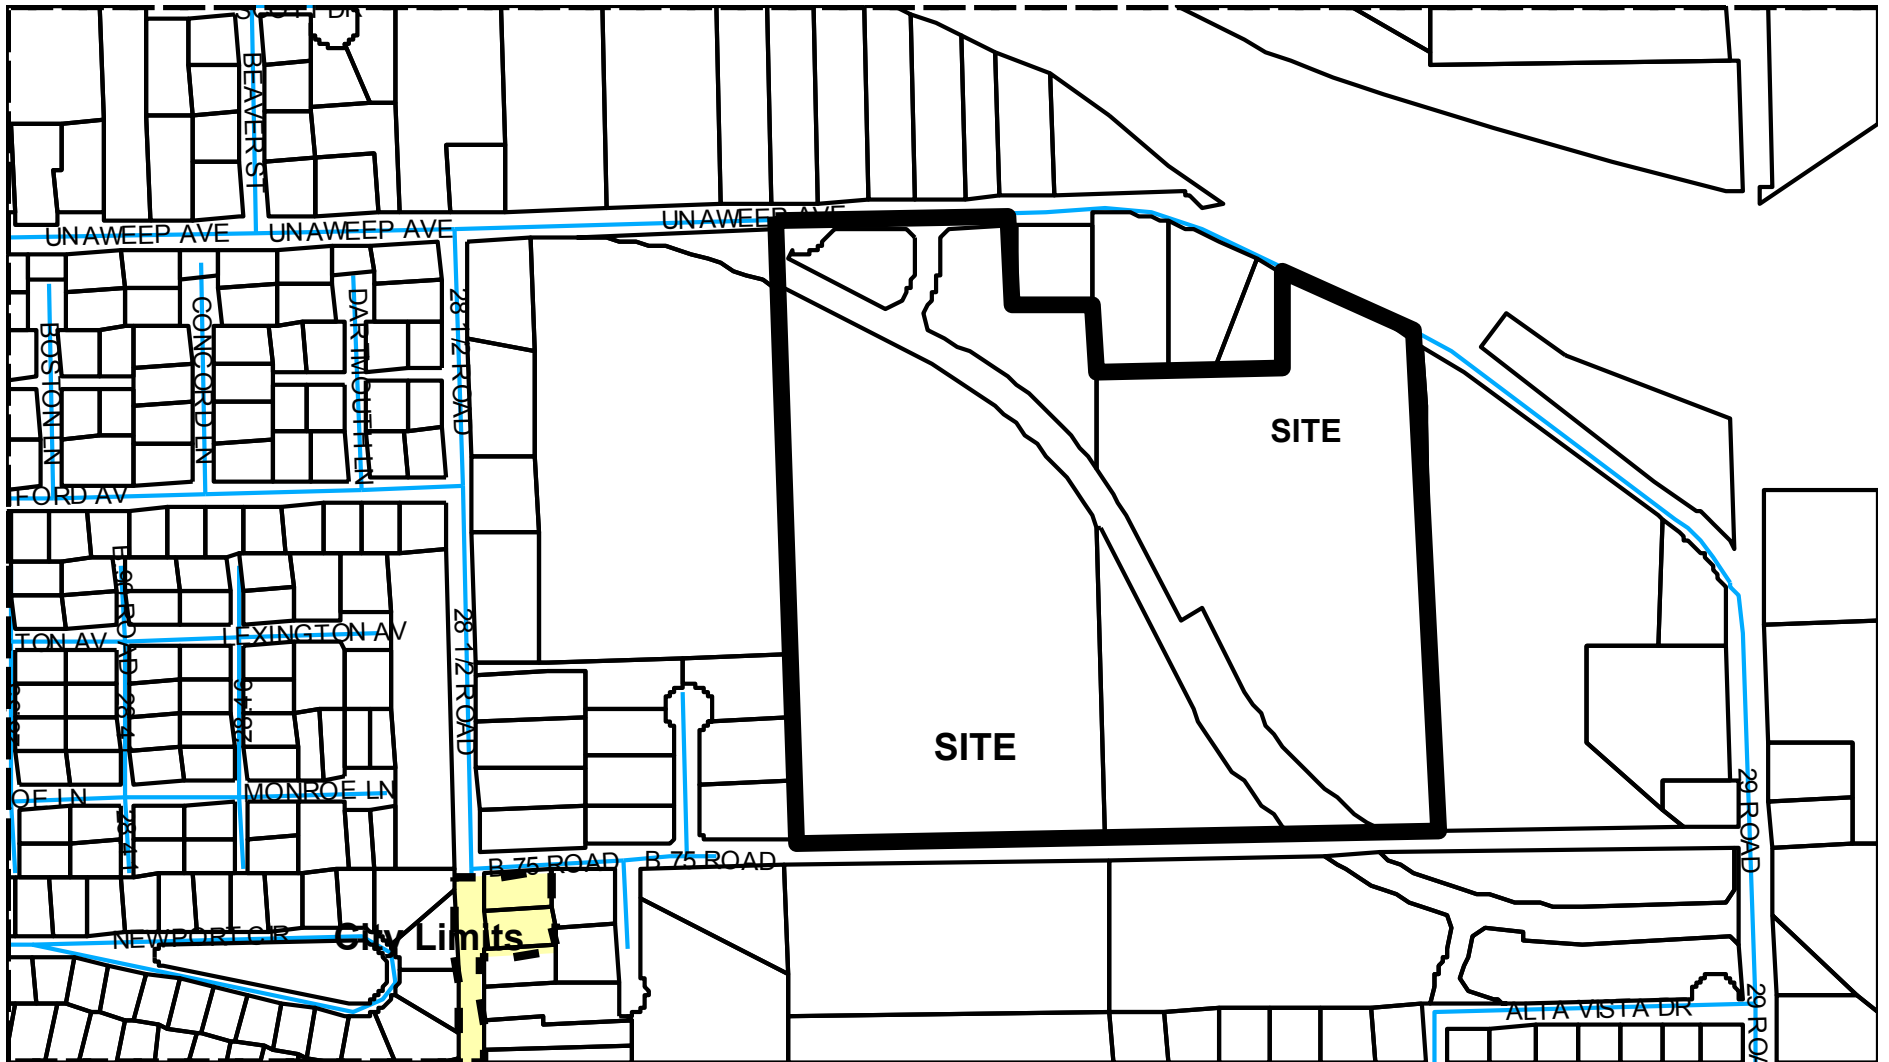 BEAVER ST
UNAWEEP AVE
UNAWEEP AVE
UNAWEEP AVE
BOSTON LN
CONCORD LN
DARTMOUTH LN
28 1/2 ROAD
SITE
FORD AV
TON AV
LEXINGTON AV
28 1/2 ROAD
SITE
OE LN
MONROE LN
29 ROAD
B .75 ROAD
B .75 ROAD
NEWPORT CIR
City Limits
ALTA VISTA DR